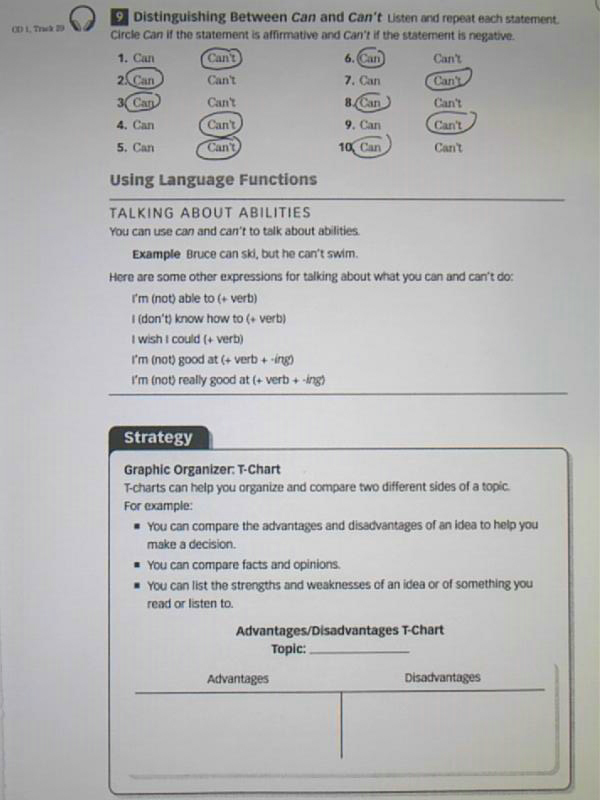 CD 1, Track 29
9 Distinguishing Between Can and Can't Listen and repeat each statement.
Circle Can if the statement is affirmative and Can't if the statement is negative.
1. Can Can't 6. Can Can't
2. Can Can't 7. Can Can't
3. Can Can't 8. Can Can't
4. Can Can't 9. Can Can't
5. Can Can't 10. Can Can't
Using Language Functions
TALKING ABOUT ABILITIES
You can use can and can't to talk about abilities.
Example Bruce can ski, but he can't swim.
Here are some other expressions for talking about what you can and can't do:
I'm (not) able to (+ verb)
I (don't) know how to (+ verb)
I wish I could (+ verb)
I'm (not) good at (+ verb + -ing)
I'm (not) really good at (+ verb + -ing)
Strategy
Graphic Organizer: T-Chart
T-charts can help you organize and compare two different sides of a topic.
For example:
▪ You can compare the advantages and disadvantages of an idea to help you
make a decision.
▪ You can compare facts and opinions.
▪ You can list the strengths and weaknesses of an idea or of something you
read or listen to.
Advantages/Disadvantages T-Chart
Topic: ____________
Advantages Disadvantages